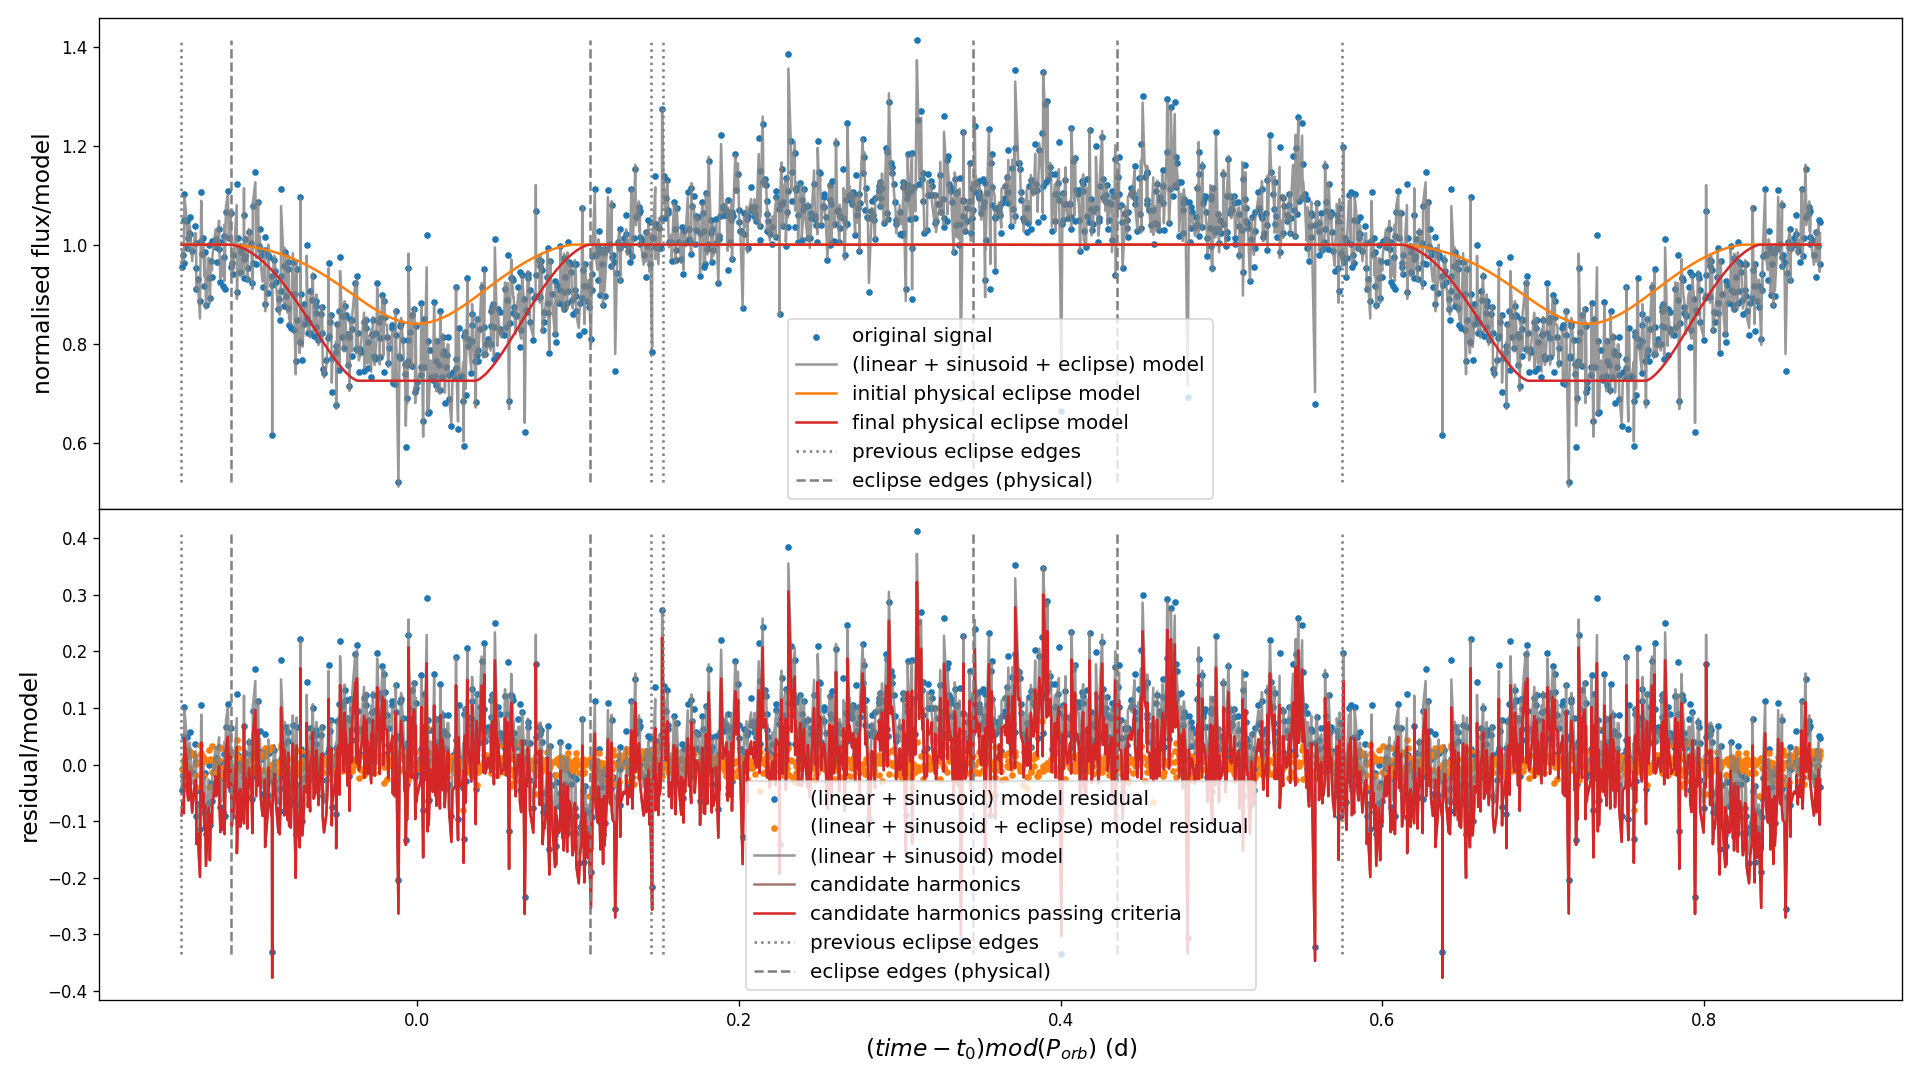 normalised flux/model
1.4
1.2
1.0
0.8
0.6
original signal
(linear + sinusoid + eclipse) model
initial physical eclipse model
final physical eclipse model
previous eclipse edges
eclipse edges (physical)
residual/model
0.4
0.3
0.2
0.1
0.0
−0.1
−0.2
−0.3
−0.4
(linear + sinusoid) model residual
(linear + sinusoid + eclipse) model residual
(linear + sinusoid) model
candidate harmonics
candidate harmonics passing criteria
previous eclipse edges
eclipse edges (physical)
0.0 0.2 0.4 0.6 0.8
(time − t₀)mod(P_orb) (d)